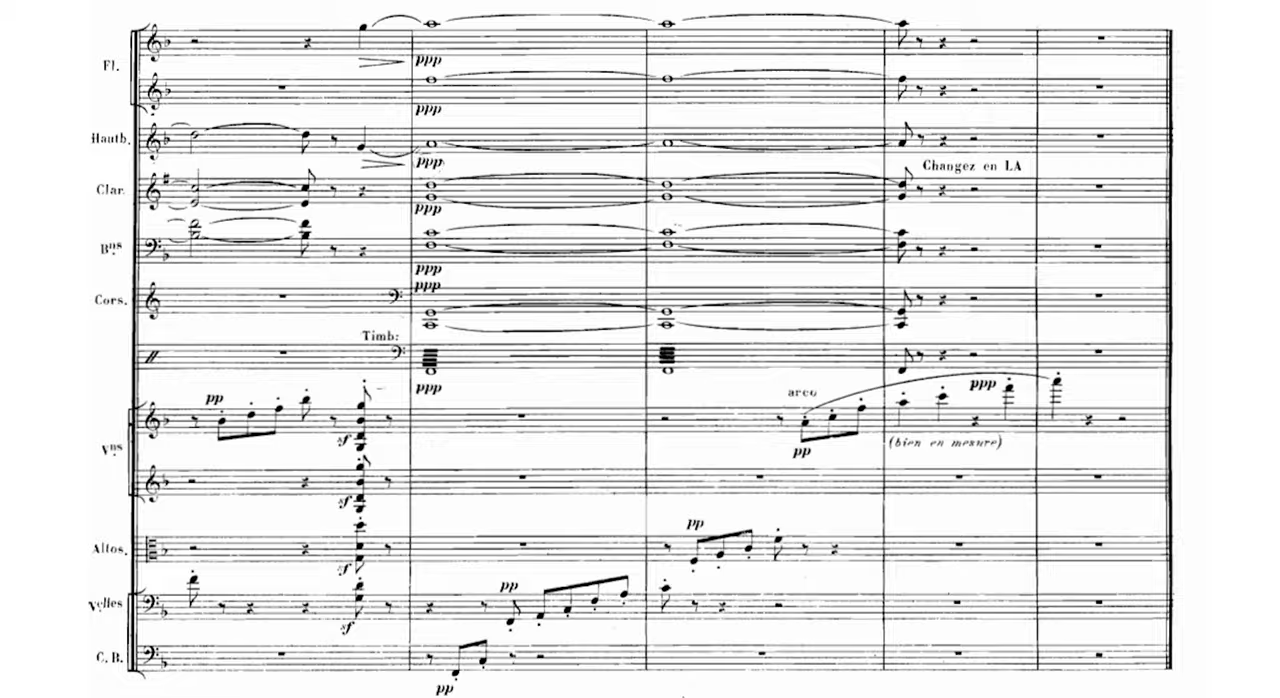 Fl.
ppp
ppp
Hautb.
ppp
Changez en LA
Clar.
ppp
Bns
ppp
ppp
Cors.
Timb:
ppp
pp
arco
ppp
sf
(bien en mesure)
Vns
pp
sf
pp
Altos.
sf
pp
Velles
sf
C. B.
pp